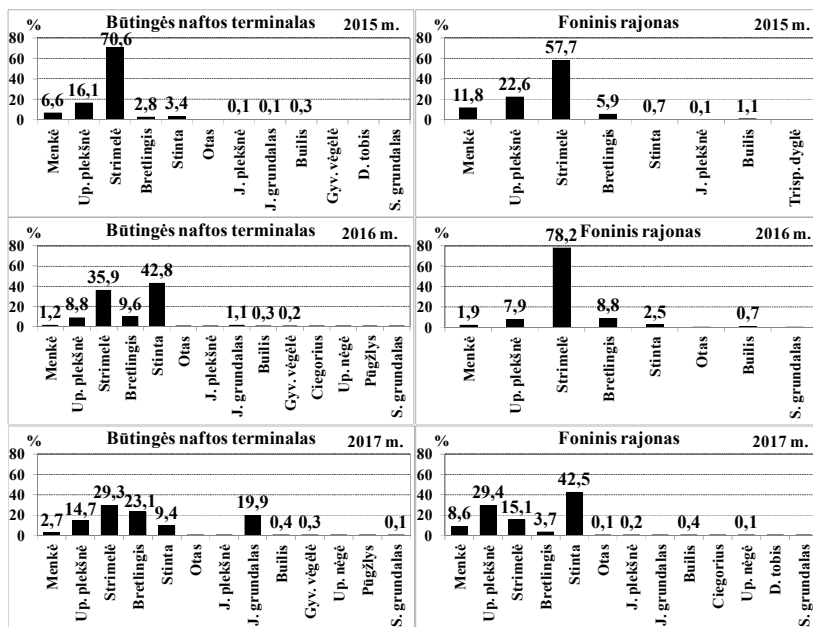 % Būtingės naftos terminalas 2015 m.
80
60
40
20
0
6,6 16,1 70,6 2,8 3,4 0,1 0,1 0,3
Menkė Up. plekšnė Strimelė Bretlingis Stinta Otas J. plekšnė J. grundalas Builis Gyv. vėgėlė D. tobis S. grundalas
% Foninis rajonas 2015 m.
80
60
40
20
0
11,8 22,6 57,7 5,9 0,7 0,1 1,1
Menkė Up. plekšnė Strimelė Bretlingis Stinta J. plekšnė Builis Trisp. dyglė
% Būtingės naftos terminalas 2016 m.
80
60
40
20
0
1,2 8,8 35,9 9,6 42,8 1,1 0,3 0,2
Menkė Up. plekšnė Strimelė Bretlingis Stinta Otas J. plekšnė J. grundalas Builis Gyv. vėgėlė Ciegorius Up. nėgė Pūgžlys S. grundalas
% Foninis rajonas 2016 m.
80
60
40
20
0
1,9 7,9 78,2 8,8 2,5 0,7
Menkė Up. plekšnė Strimelė Bretlingis Stinta Otas Builis S. grundalas
% Būtingės naftos terminalas 2017 m.
80
60
40
20
0
2,7 14,7 29,3 23,1 9,4 19,9 0,4 0,3 0,1
Menkė Up. plekšnė Strimelė Bretlingis Stinta Otas J. plekšnė J. grundalas Builis Gyv. vėgėlė Up. nėgė Pūgžlys S. grundalas
% Foninis rajonas 2017 m.
80
60
40
20
0
8,6 29,4 15,1 3,7 42,5 0,1 0,2 0,4 0,1
Menkė Up. plekšnė Strimelė Bretlingis Stinta Otas J. plekšnė J. grundalas Builis Ciegorius Up. nėgė D. tobis S. grundalas